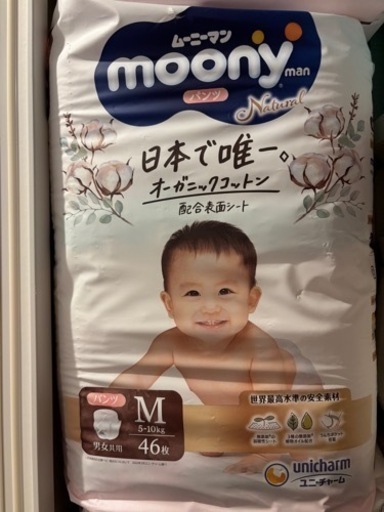 ムーニーマン
moony man
パンツ
Natural
日本で唯一。
オーガニックコットン
配合表面シート
パンツ
M
5-10kg
男女共用
46枚
世界最高水準の安全素材
unicharm
ユニ・チャーム